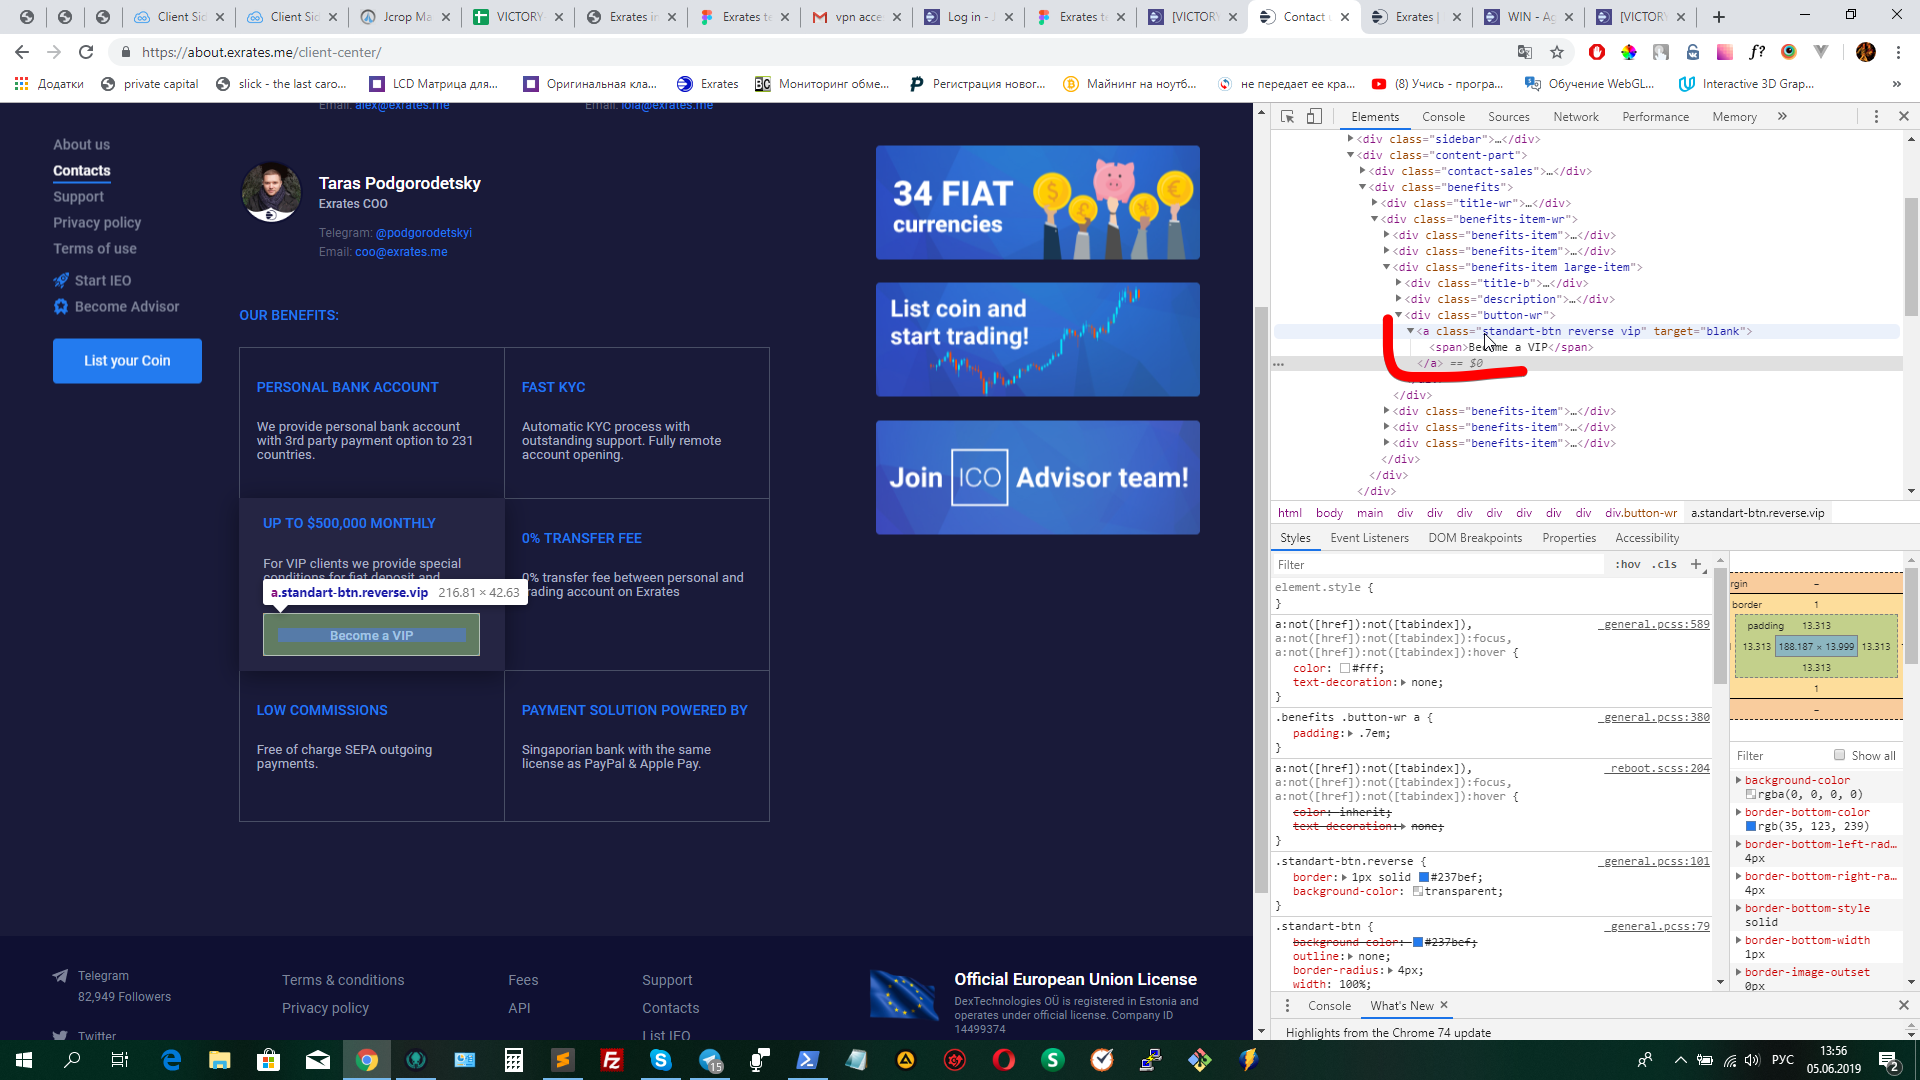 Client Sid
Client Sid
Jcrop Ma
VICTORY
Exrates in
Exrates te
vpn acce
Log in - J
Exrates te
[VICTORY
Contact u
Exrates |
WIN - Ag
[VICTORY
https://about.exrates.me/client-center/
Додатки
private capital
slick - the last caro...
LCD Матрица для...
Оригинальная кла...
Exrates
Мониторинг обме...
Регистрация новог...
Майнинг на ноутб...
не передает ее кра...
(8) Учись - програ...
Обучение WebGL...
Interactive 3D Grap...
Email: alex@exrates.me
Email: lola@exrates.me
About us
Contacts
Support
Privacy policy
Terms of use
Start IEO
Become Advisor
List your Coin
Taras Podgorodetsky
Exrates COO
Telegram: @podgorodetskyi
Email: coo@exrates.me
OUR BENEFITS:
PERSONAL BANK ACCOUNT
We provide personal bank account
with 3rd party payment option to 231
countries.
FAST KYC
Automatic KYC process with
outstanding support. Fully remote
account opening.
UP TO $500,000 MONTHLY
For VIP clients we provide special
conditions for fiat deposit and
a.standart-btn.reverse.vip 216.81 × 42.63
Become a VIP
0% TRANSFER FEE
0% transfer fee between personal and
trading account on Exrates
LOW COMMISSIONS
Free of charge SEPA outgoing
payments.
PAYMENT SOLUTION POWERED BY
Singaporian bank with the same
license as PayPal & Apple Pay.
34 FIAT
currencies
List coin and
start trading!
Join ICO Advisor team!
Telegram
82,949 Followers
Twitter
Terms & conditions
Privacy policy
Fees
API
Support
Contacts
List IEO
Official European Union License
DexTechnologies OÜ is registered in Estonia and
operates under official license. Company ID
14499374
Elements
Console
Sources
Network
Performance
Memory
<div class="sidebar">…</div>
<div class="content-part">
<div class="contact-sales">…</div>
<div class="benefits">
<div class="title-wr">…</div>
<div class="benefits-item-wr">
<div class="benefits-item">…</div>
<div class="benefits-item">…</div>
<div class="benefits-item large-item">
<div class="title-b">…</div>
<div class="description">…</div>
<div class="button-wr">
<a class="standart-btn reverse vip" target="blank">
<span>Become a VIP</span>
</a> == $0
</div>
<div class="benefits-item">…</div>
<div class="benefits-item">…</div>
<div class="benefits-item">…</div>
</div>
</div>
</div>
html body main div div div div div div div div.button-wr a.standart-btn.reverse.vip
Styles
Event Listeners
DOM Breakpoints
Properties
Accessibility
Filter
:hov .cls +
element.style {
}
a:not([href]):not([tabindex]), _general.pcss:589
a:not([href]):not([tabindex]):focus,
a:not([href]):not([tabindex]):hover {
color: #fff;
text-decoration: none;
}
.benefits .button-wr a { _general.pcss:380
padding: .7em;
}
a:not([href]):not([tabindex]), _reboot.scss:204
a:not([href]):not([tabindex]):focus,
a:not([href]):not([tabindex]):hover {
color: inherit;
text-decoration: none;
}
.standart-btn.reverse { _general.pcss:101
border: 1px solid #237bef;
background-color: transparent;
}
.standart-btn { _general.pcss:79
background-color: #237bef;
outline: none;
border-radius: 4px;
width: 100%;
rgin –
border 1
padding 13.313
13.313 188.187 × 13.999 13.313
13.313
1
–
Filter
Show all
background-color
rgba(0, 0, 0, 0)
border-bottom-color
rgb(35, 123, 239)
border-bottom-left-rad…
4px
border-bottom-right-ra…
4px
border-bottom-style
solid
border-bottom-width
1px
border-image-outset
0px
Console
What's New
Highlights from the Chrome 74 update
15
РУС
13:56
05.06.2019
2